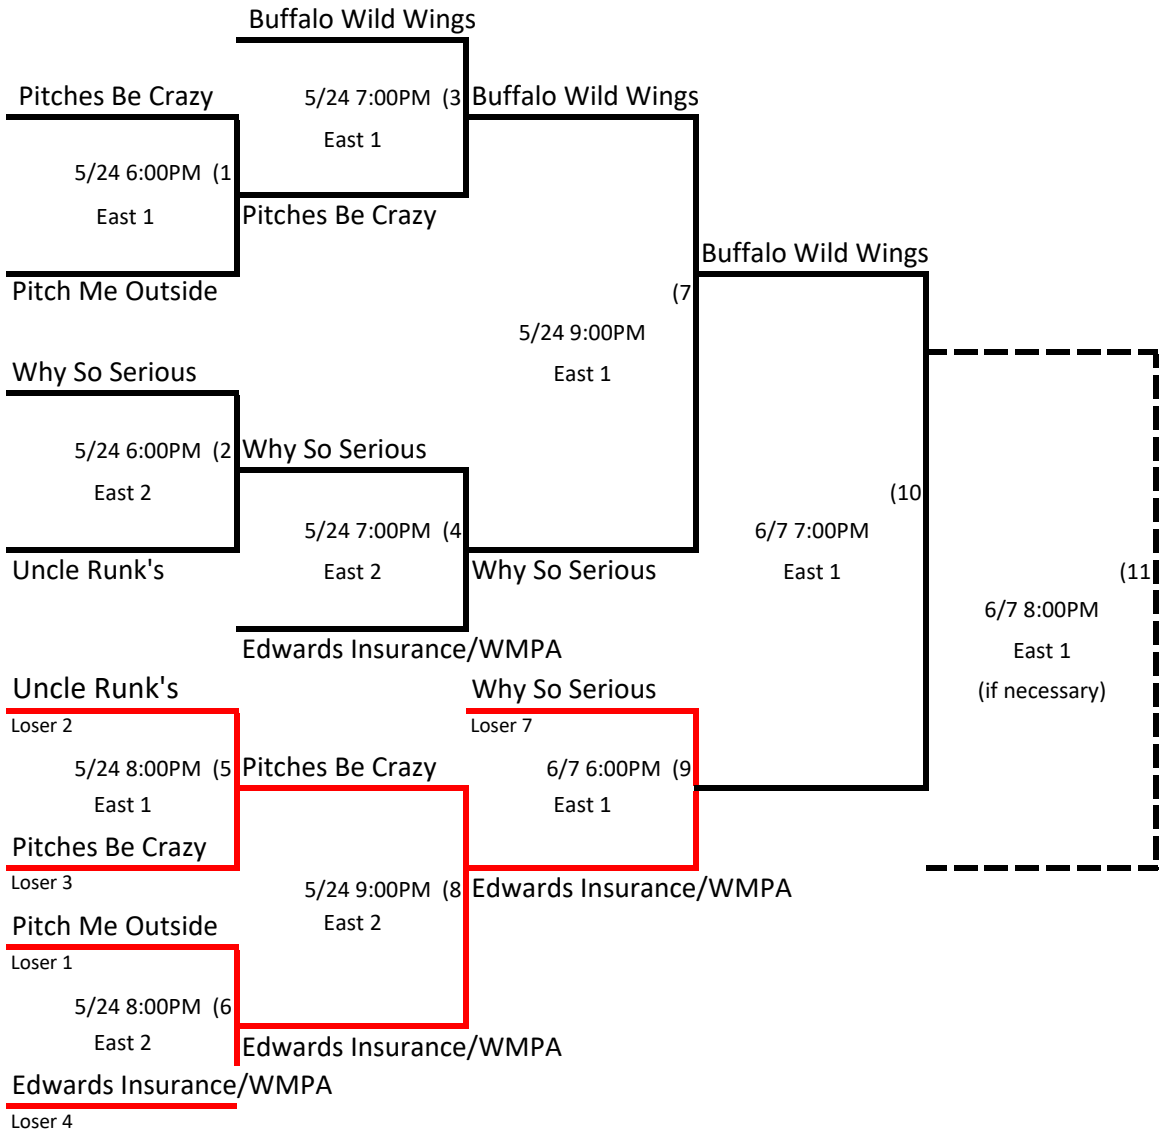 Buffalo Wild Wings
Pitches Be Crazy
5/24 7:00PM (3
Buffalo Wild Wings
East 1
5/24 6:00PM (1
East 1
Pitches Be Crazy
Buffalo Wild Wings
Pitch Me Outside
(7
5/24 9:00PM
East 1
Why So Serious
5/24 6:00PM (2
Why So Serious
East 2
(10
5/24 7:00PM (4
6/7 7:00PM
Uncle Runk's
East 2
Why So Serious
East 1
(11
6/7 8:00PM
East 1
(if necessary)
Edwards Insurance/WMPA
Uncle Runk's
Loser 2
Why So Serious
Loser 7
5/24 8:00PM (5
Pitches Be Crazy
6/7 6:00PM (9
East 1
East 1
Pitches Be Crazy
Loser 3
5/24 9:00PM (8
Edwards Insurance/WMPA
East 2
Pitch Me Outside
Loser 1
5/24 8:00PM (6
East 2
Edwards Insurance/WMPA
Edwards Insurance/WMPA
Loser 4